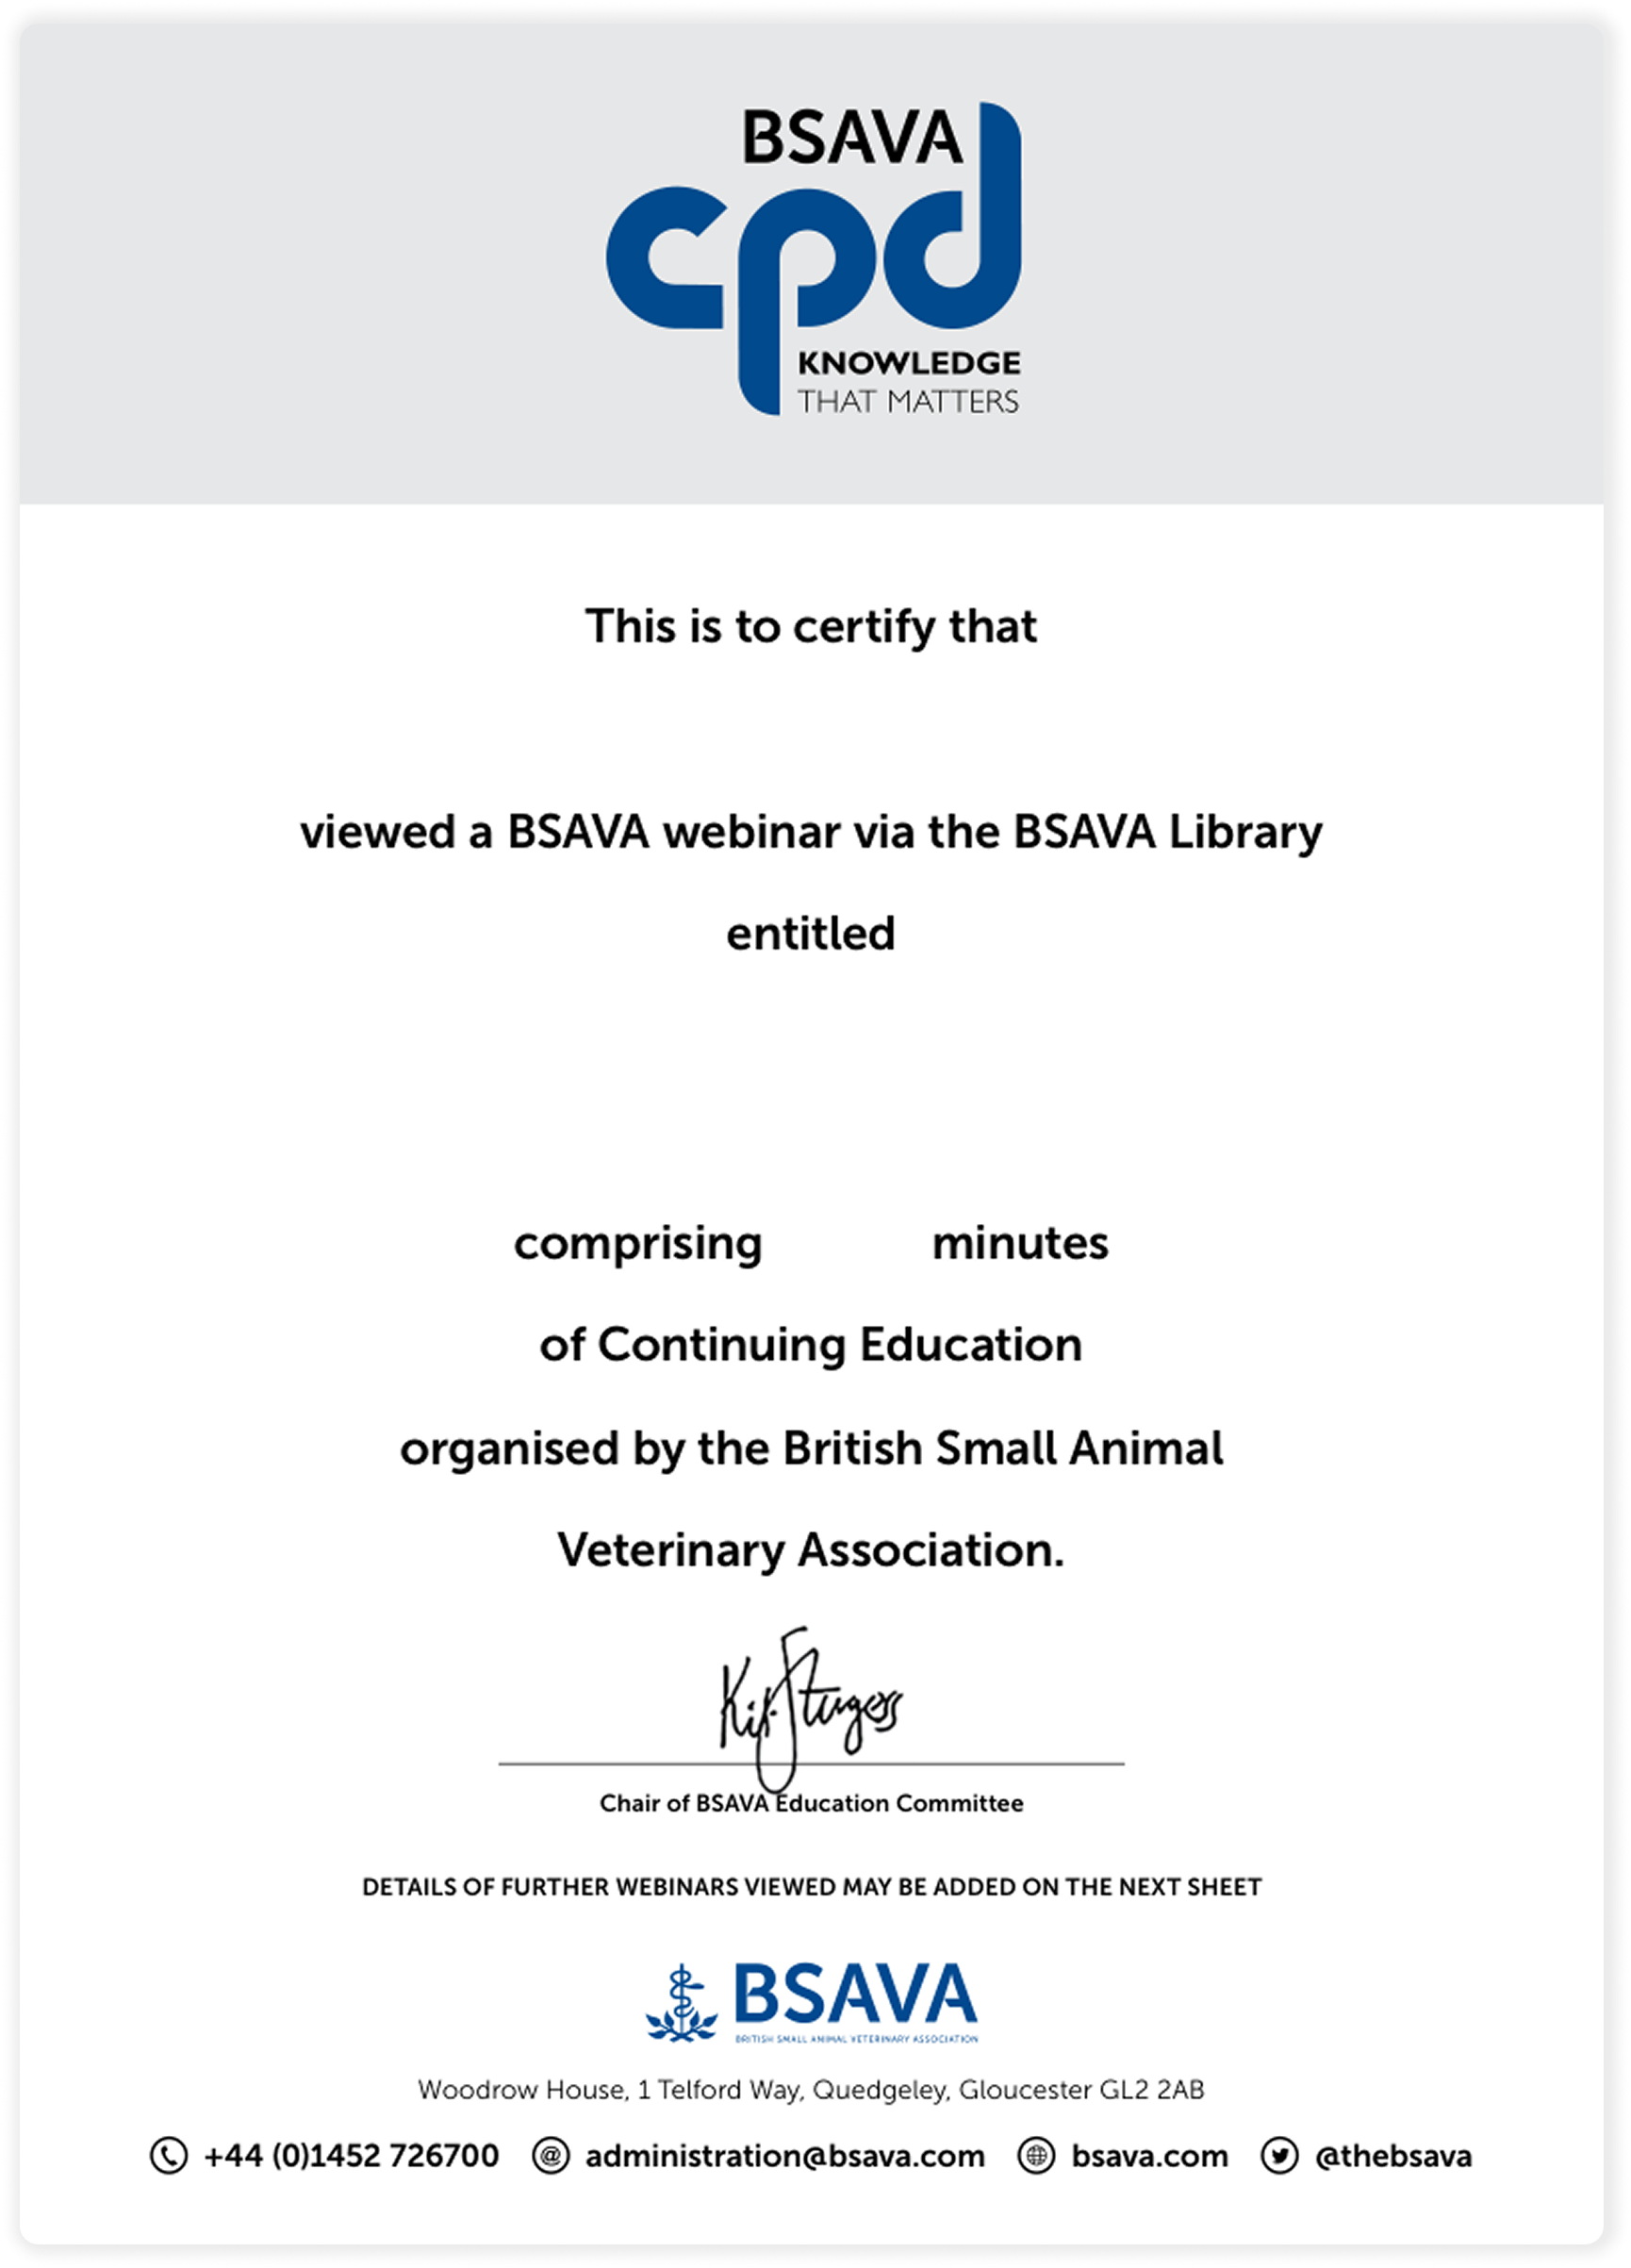 BSAVA
cpd
KNOWLEDGE
THAT MATTERS
This is to certify that
viewed a BSAVA webinar via the BSAVA Library
entitled
comprising minutes
of Continuing Education
organised by the British Small Animal
Veterinary Association.
Kit Sturgess
Chair of BSAVA Education Committee
DETAILS OF FURTHER WEBINARS VIEWED MAY BE ADDED ON THE NEXT SHEET
BSAVA
BRITISH SMALL ANIMAL VETERINARY ASSOCIATION
Woodrow House, 1 Telford Way, Quedgeley, Gloucester GL2 2AB
+44 (0)1452 726700 @ administration@bsava.com bsava.com @thebsava